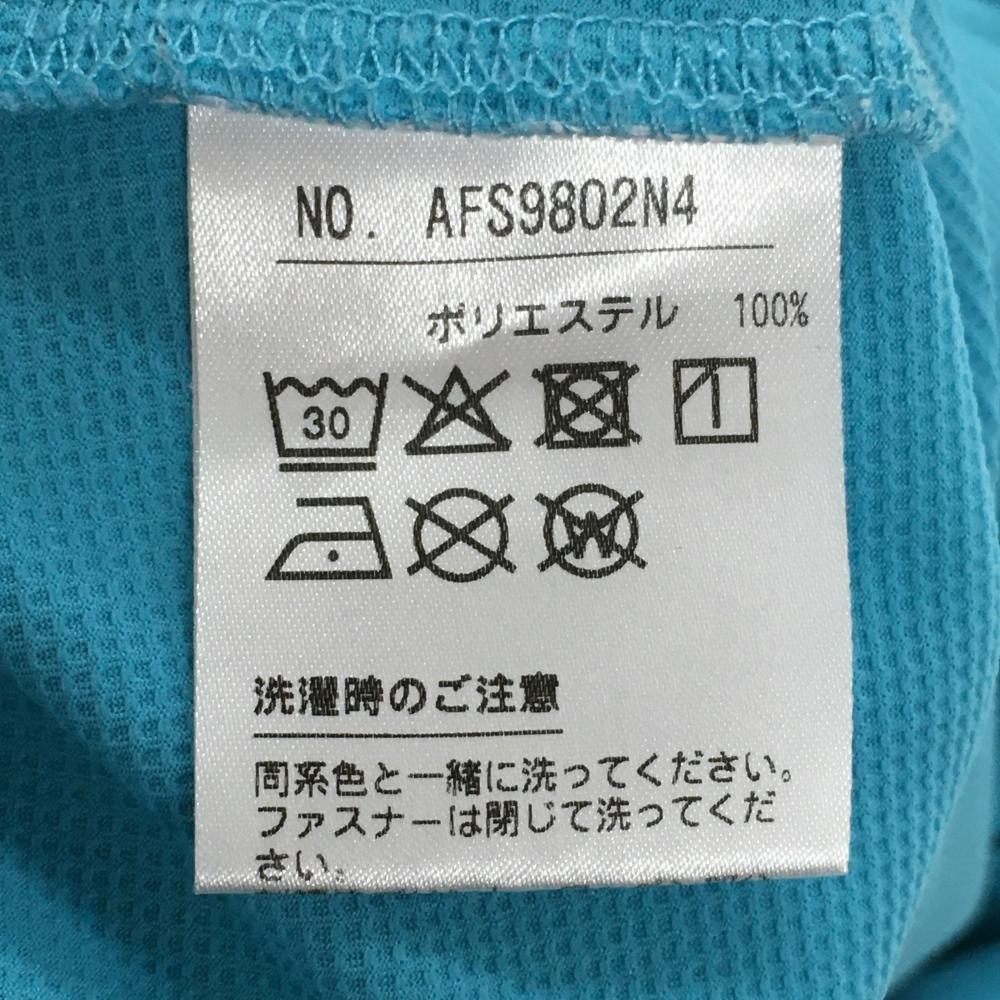 NO. AFS9802N4
ポリエステル 100%
30
W
洗濯時のご注意
同系色と一緒に洗ってください。
ファスナーは閉じて洗ってくだ
さい。